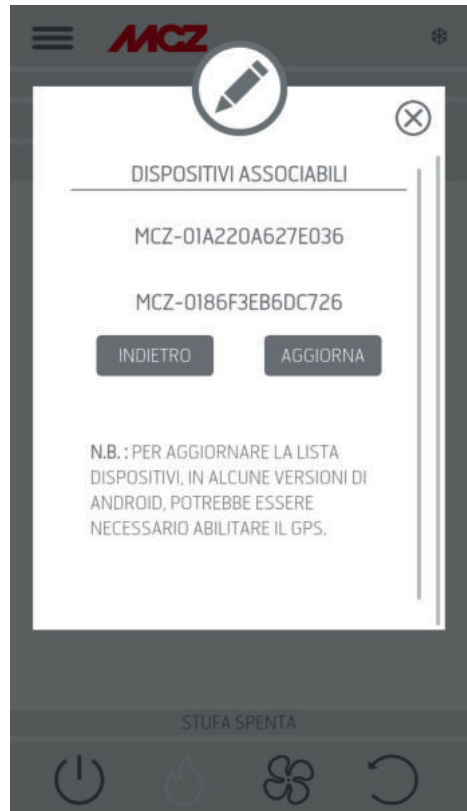 MCZ
DISPOSITIVI ASSOCIABILI
MCZ-01A220A627E036
MCZ-0186F3EB6DC726
INDIETRO
AGGIORNA
N.B. : PER AGGIORNARE LA LISTA
DISPOSITIVI, IN ALCUNE VERSIONI DI
ANDROID, POTREBBE ESSERE
NECESSARIO ABILITARE IL GPS.
STUFA SPENTA